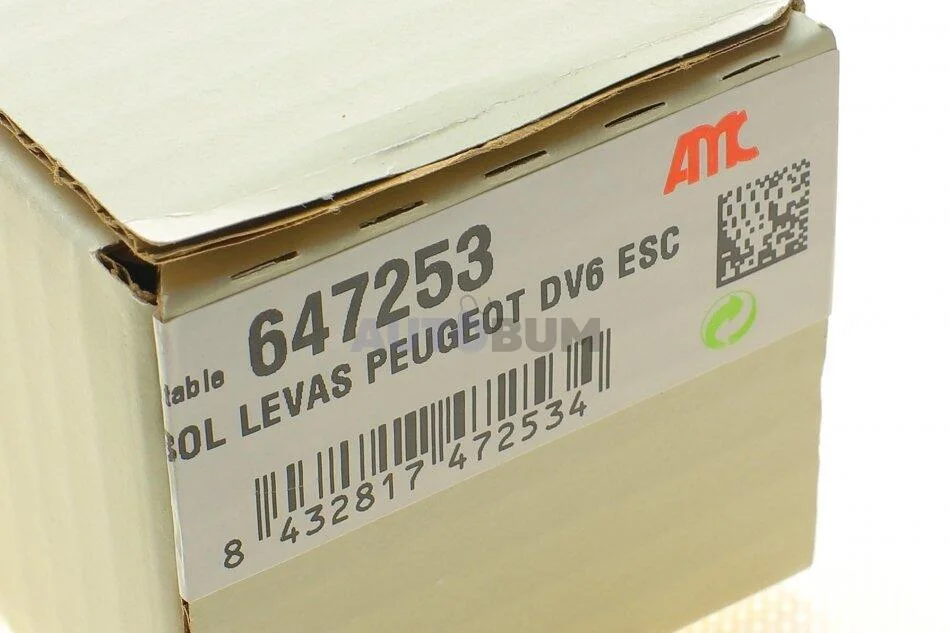 AMC
table 647253
BOL LEVAS PEUGEOT DV6 ESC
AUTOBUM
8 432817 472534